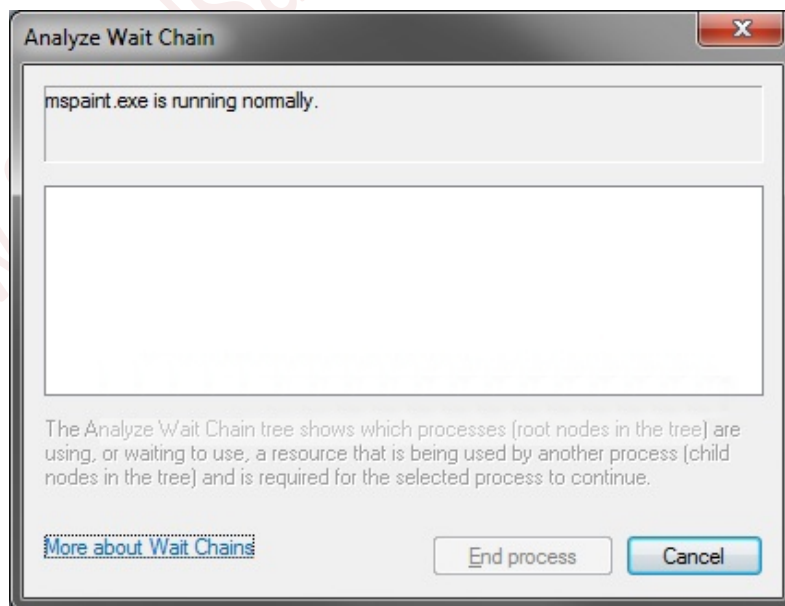 Analyze Wait Chain
mspaint.exe is running normally.
The Analyze Wait Chain tree shows which processes (root nodes in the tree) are
using, or waiting to use, a resource that is being used by another process (child
nodes in the tree) and is required for the selected process to continue.
More about Wait Chains
End process
Cancel